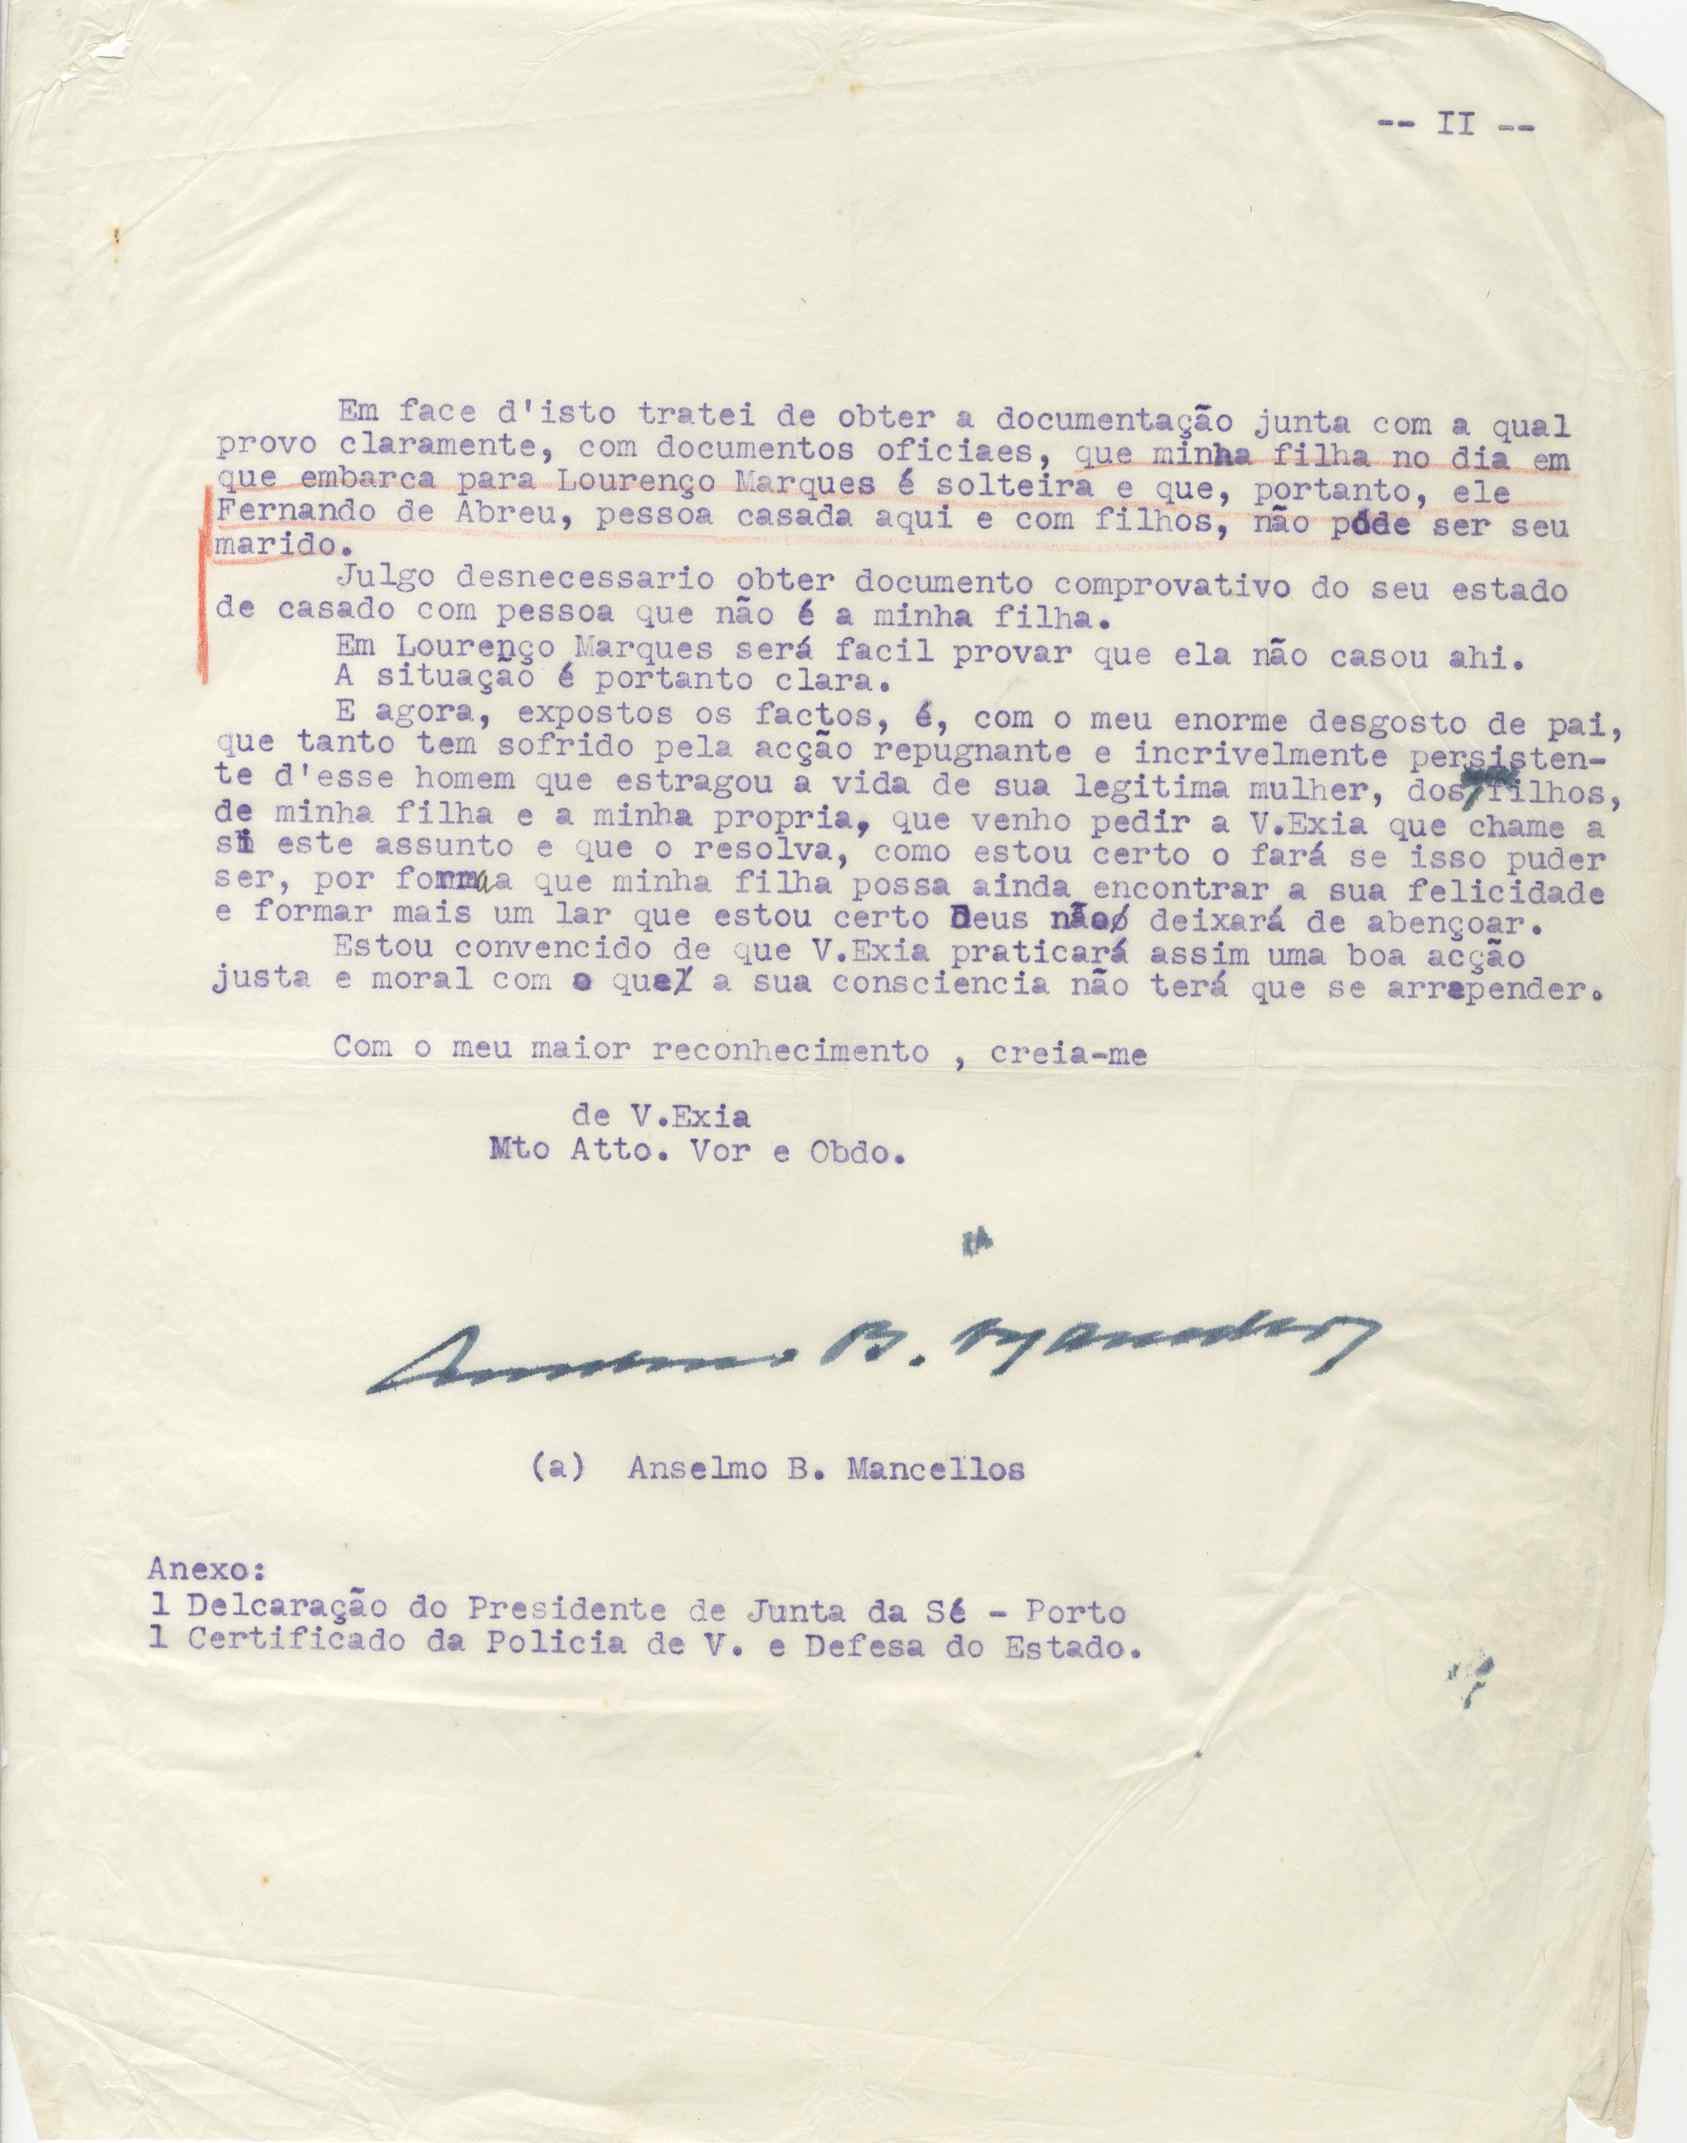 -- II --
Em face d'isto tratei de obter a documentação junta com a qual
provo claramente, com documentos oficiaes, que minha filha no dia em
que embarca para Lourenço Marques é solteira e que, portanto, ele
Fernando de Abreu, pessoa casada aqui e com filhos, não póde ser seu
marido.
Julgo desnecessario obter documento comprovativo do seu estado
de casado com pessoa que não é a minha filha.
Em Lourenço Marques será facil provar que ela não casou ahi.
A situação é portanto clara.
E agora, expostos os factos, é, com o meu enorme desgosto de pai,
que tanto tem sofrido pela acção repugnante e incrivelmente persisten-
te d'esse homem que estragou a vida de sua legitima mulher, dos filhos,
de minha filha e a minha propria, que venho pedir a V.Exia que chame a
si este assunto e que o resolva, como estou certo o fará se isso puder
ser, por forma a que minha filha possa ainda encontrar a sua felicidade
e formar mais um lar que estou certo Deus não deixará de abençoar.
Estou convencido de que V.Exia praticará assim uma boa acção
justa e moral com o que a sua consciencia não terá que se arrepender.
Com o meu maior reconhecimento , creia-me
de V.Exia
Mto Atto. Vor e Obdo.
Anselmo B. Mancellos
(a) Anselmo B. Mancellos
Anexo:
1 Delcaração do Presidente de Junta da Sé - Porto
1 Certificado da Policia de V. e Defesa do Estado.